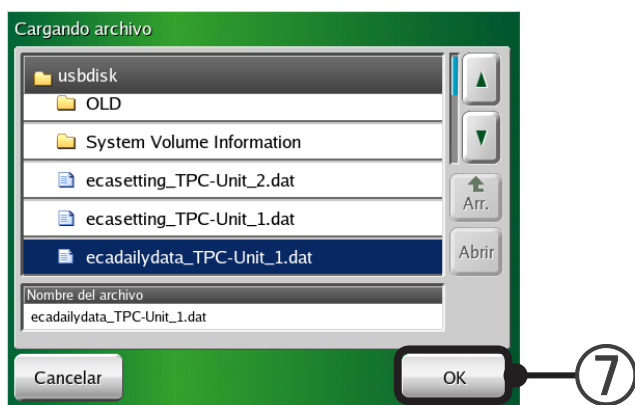 Cargando archivo
usbdisk
OLD
System Volume Information
ecasetting_TPC-Unit_2.dat
ecasetting_TPC-Unit_1.dat
ecadailydata_TPC-Unit_1.dat
Arr.
Abrir
Nombre del archivo
ecadailydata_TPC-Unit_1.dat
Cancelar
OK
7